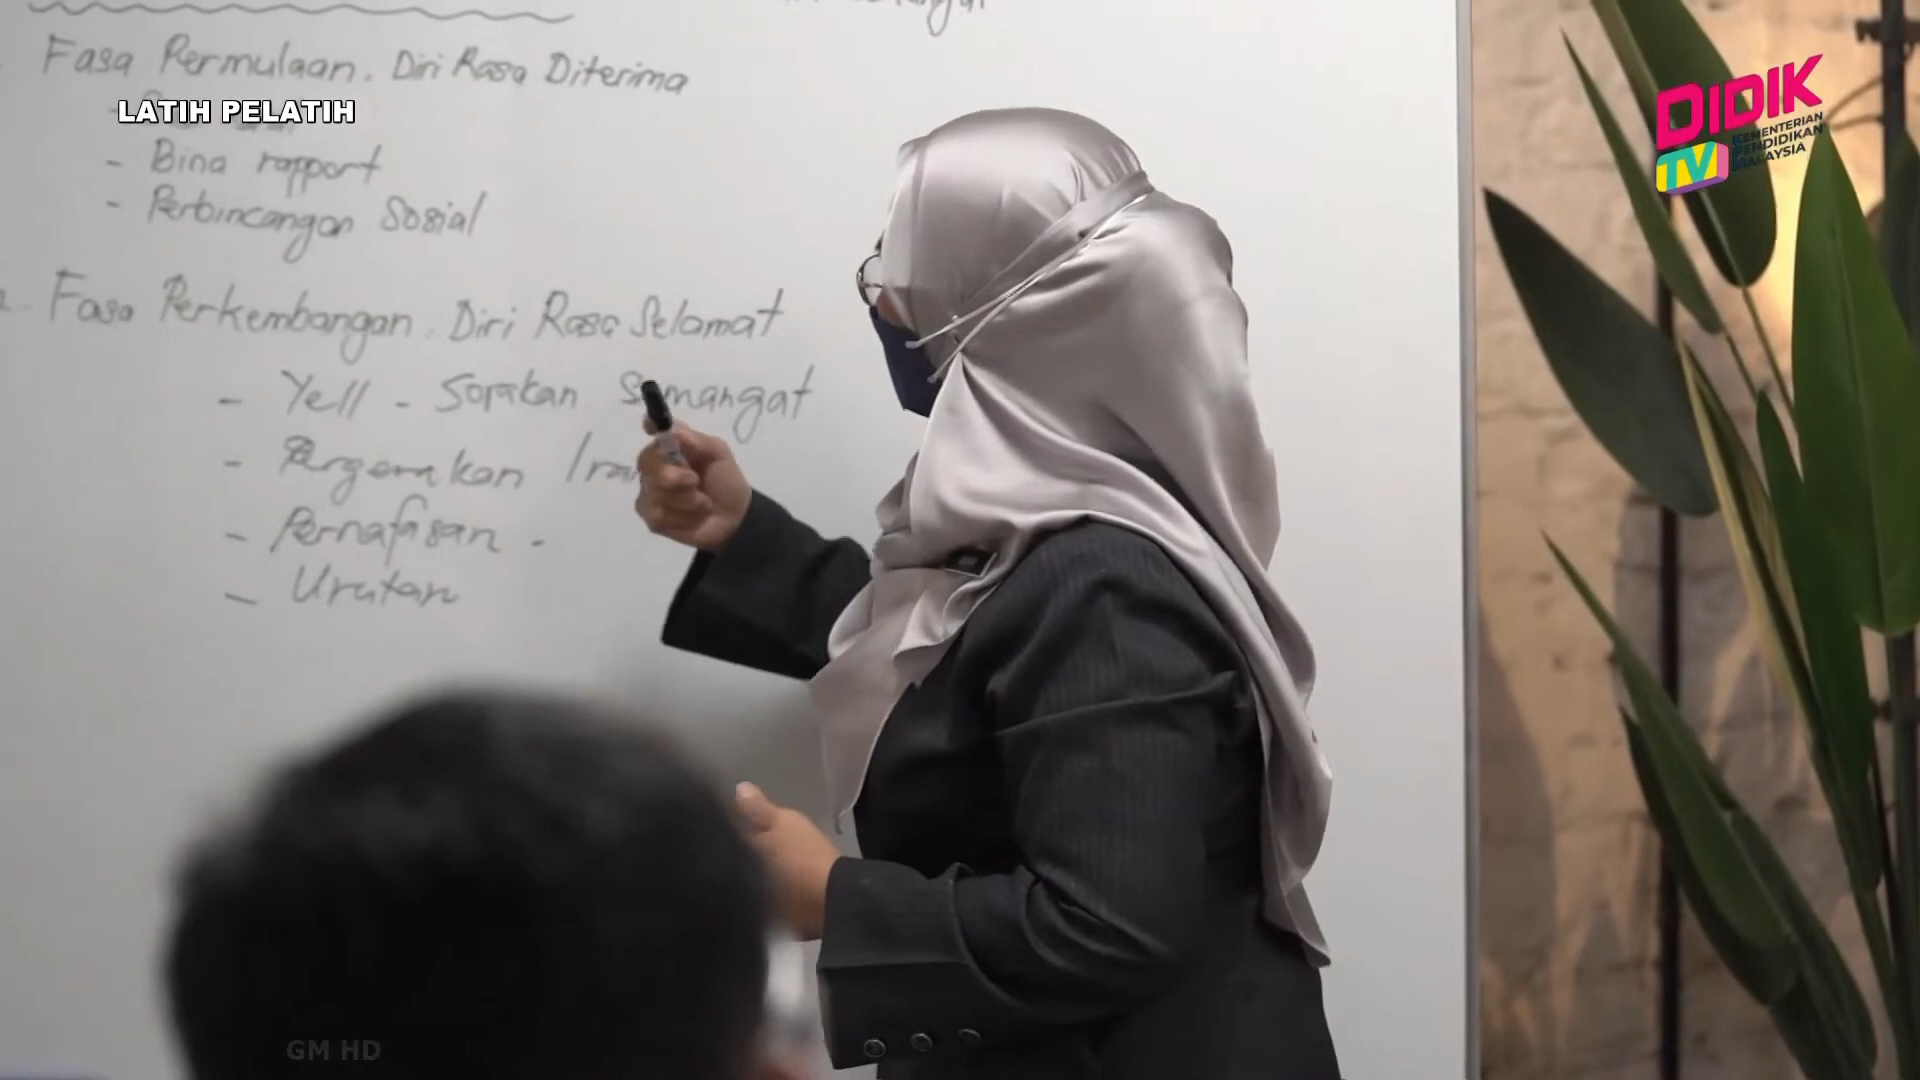 Fasa Permulaan. Diri Rasa Diterima
LATIH PELATIH
- Bina rapport
- Perbincangan Sosial
Fasa Perkembangan. Diri Rasa Selamat
- Yell - Sorakan Semangat
- Pergerakan
- Pernafasan -
- Urutan
DIDIK
TV
KEMENTERIAN
PENDIDIKAN
MALAYSIA
GM HD